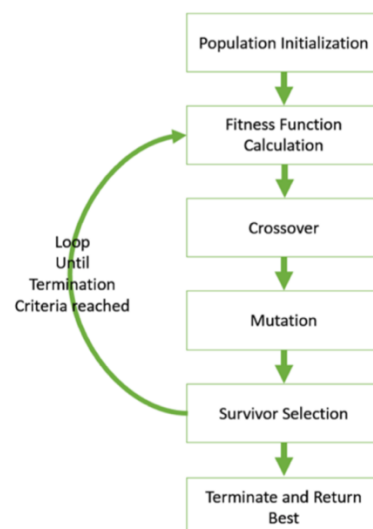 Population Initialization
Fitness Function
Calculation
Crossover
Loop
Until
Termination
Criteria reached
Mutation
Survivor Selection
Terminate and Return
Best